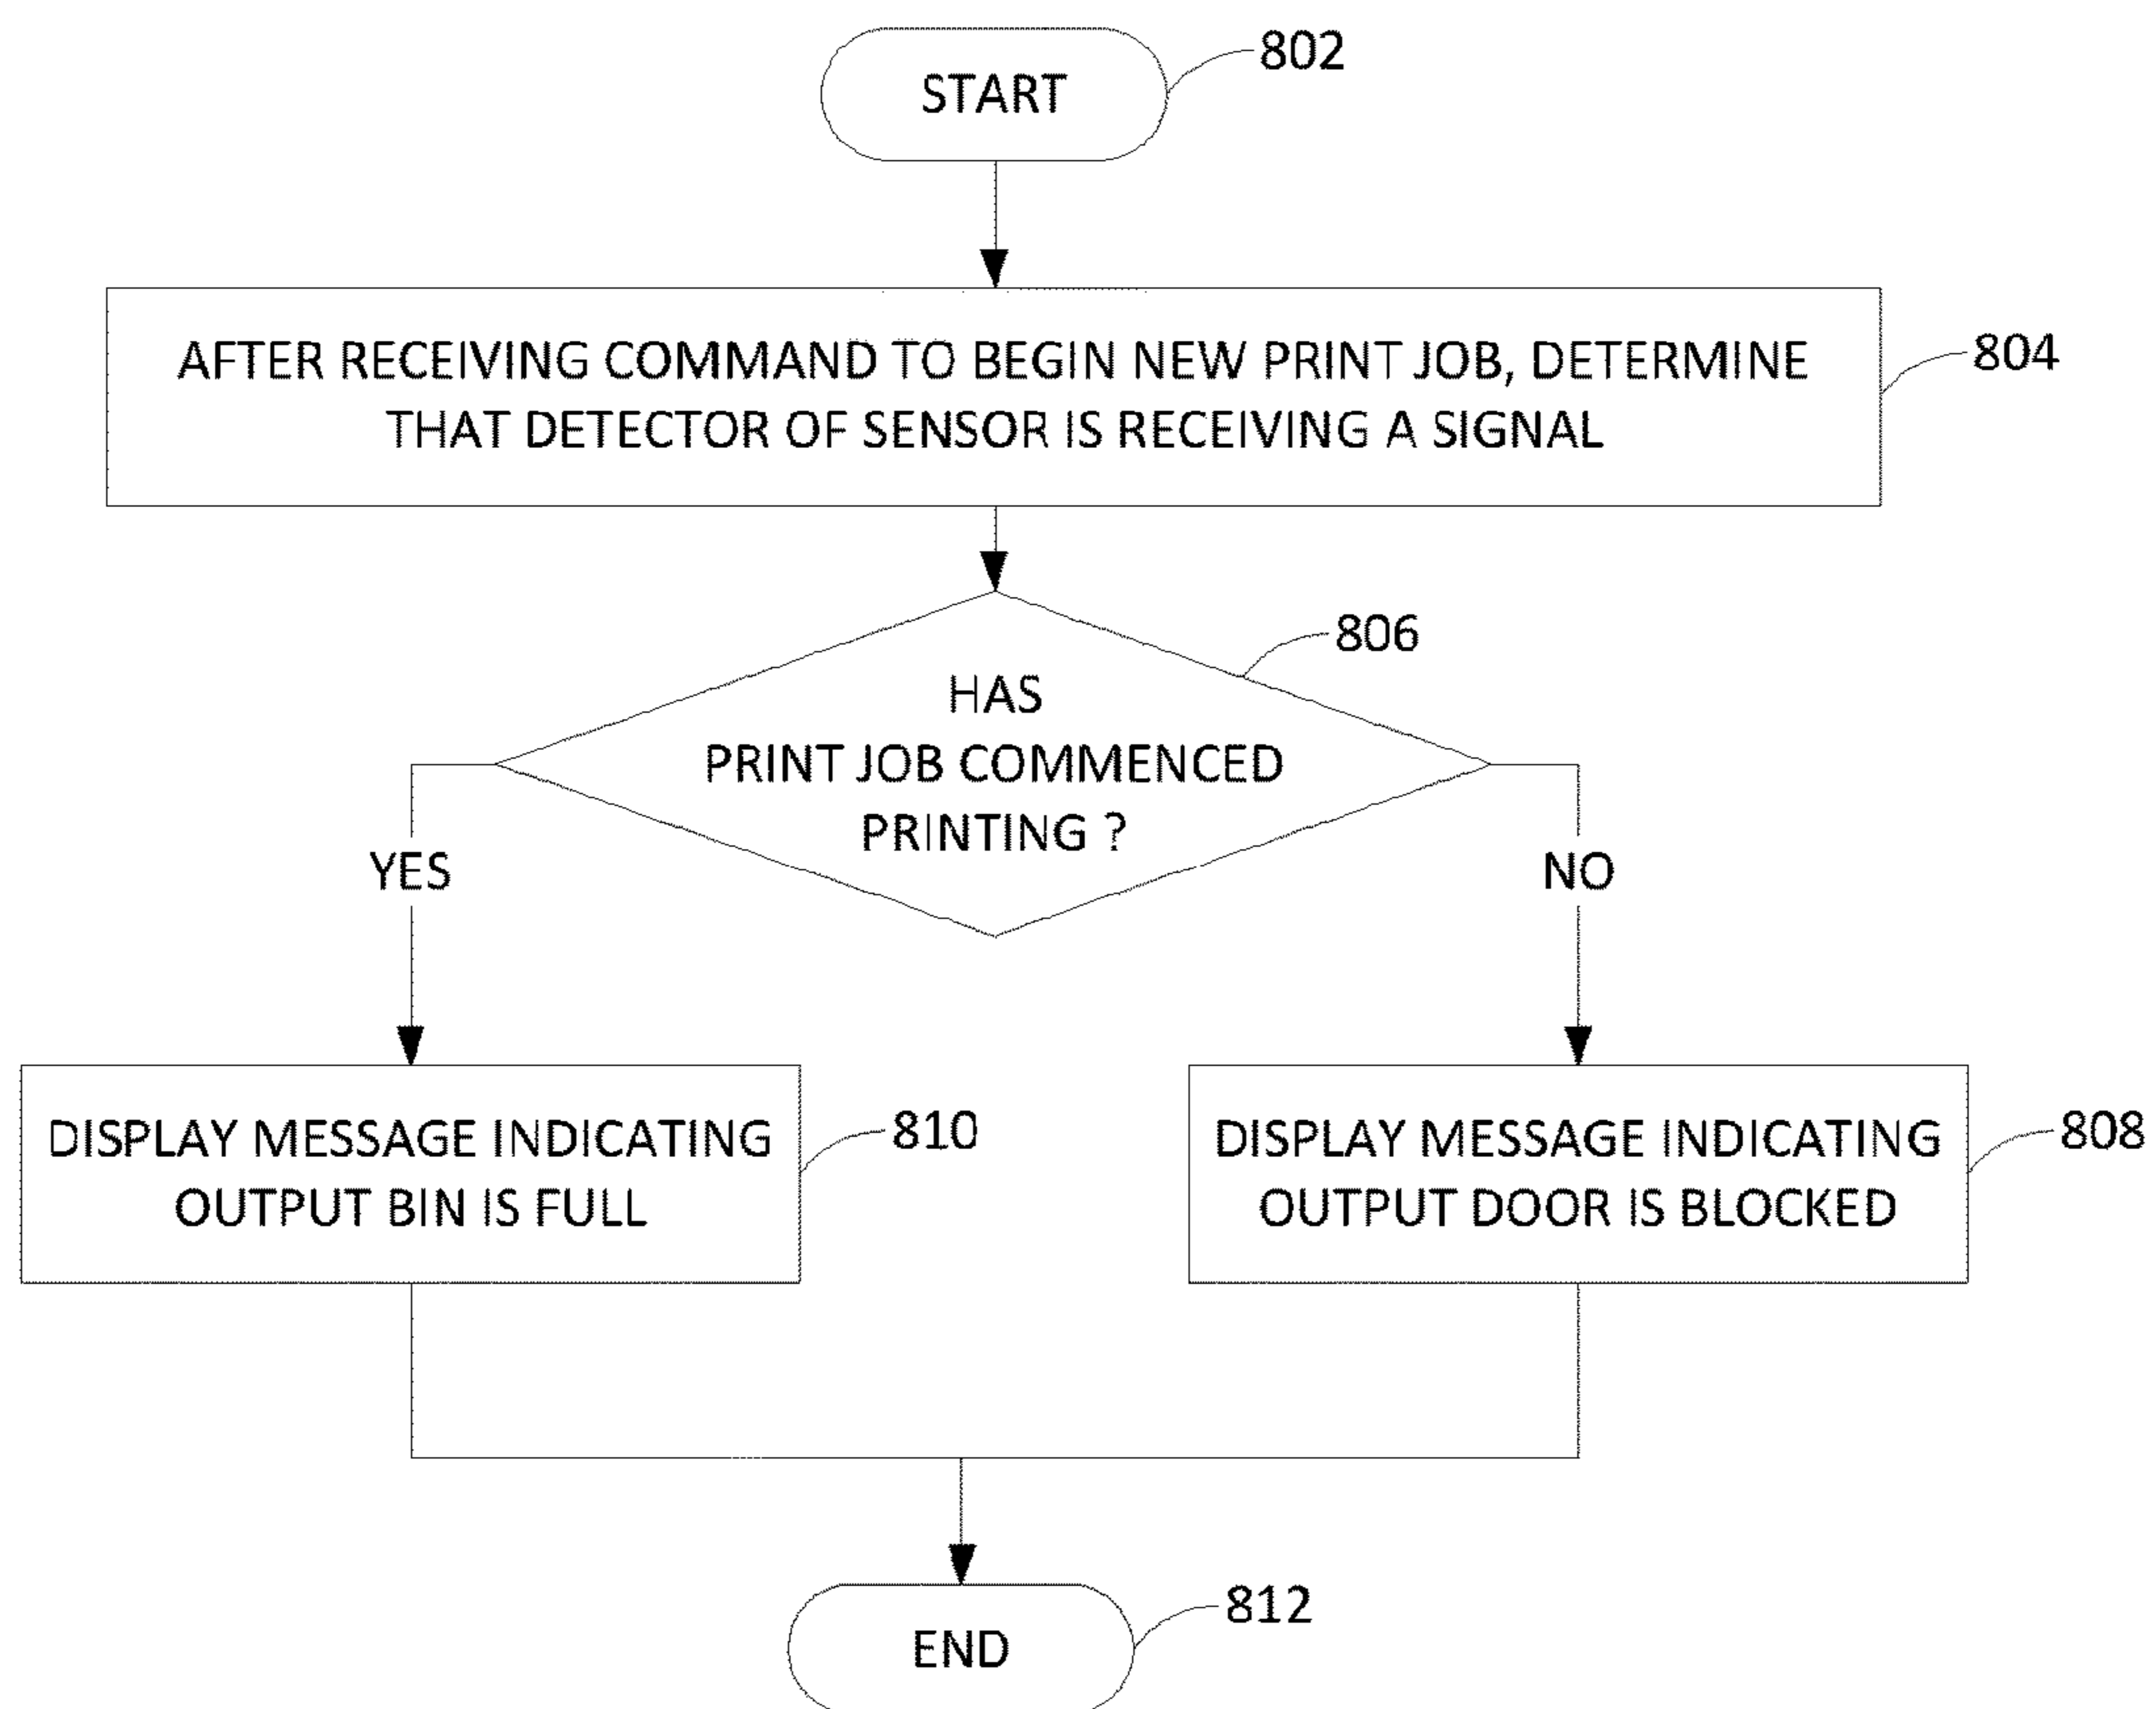 START
802
AFTER RECEIVING COMMAND TO BEGIN NEW PRINT JOB, DETERMINE
THAT DETECTOR OF SENSOR IS RECEIVING A SIGNAL
804
HAS
PRINT JOB COMMENCED
PRINTING ?
806
YES
NO
DISPLAY MESSAGE INDICATING
OUTPUT BIN IS FULL
810
DISPLAY MESSAGE INDICATING
OUTPUT DOOR IS BLOCKED
808
END
812